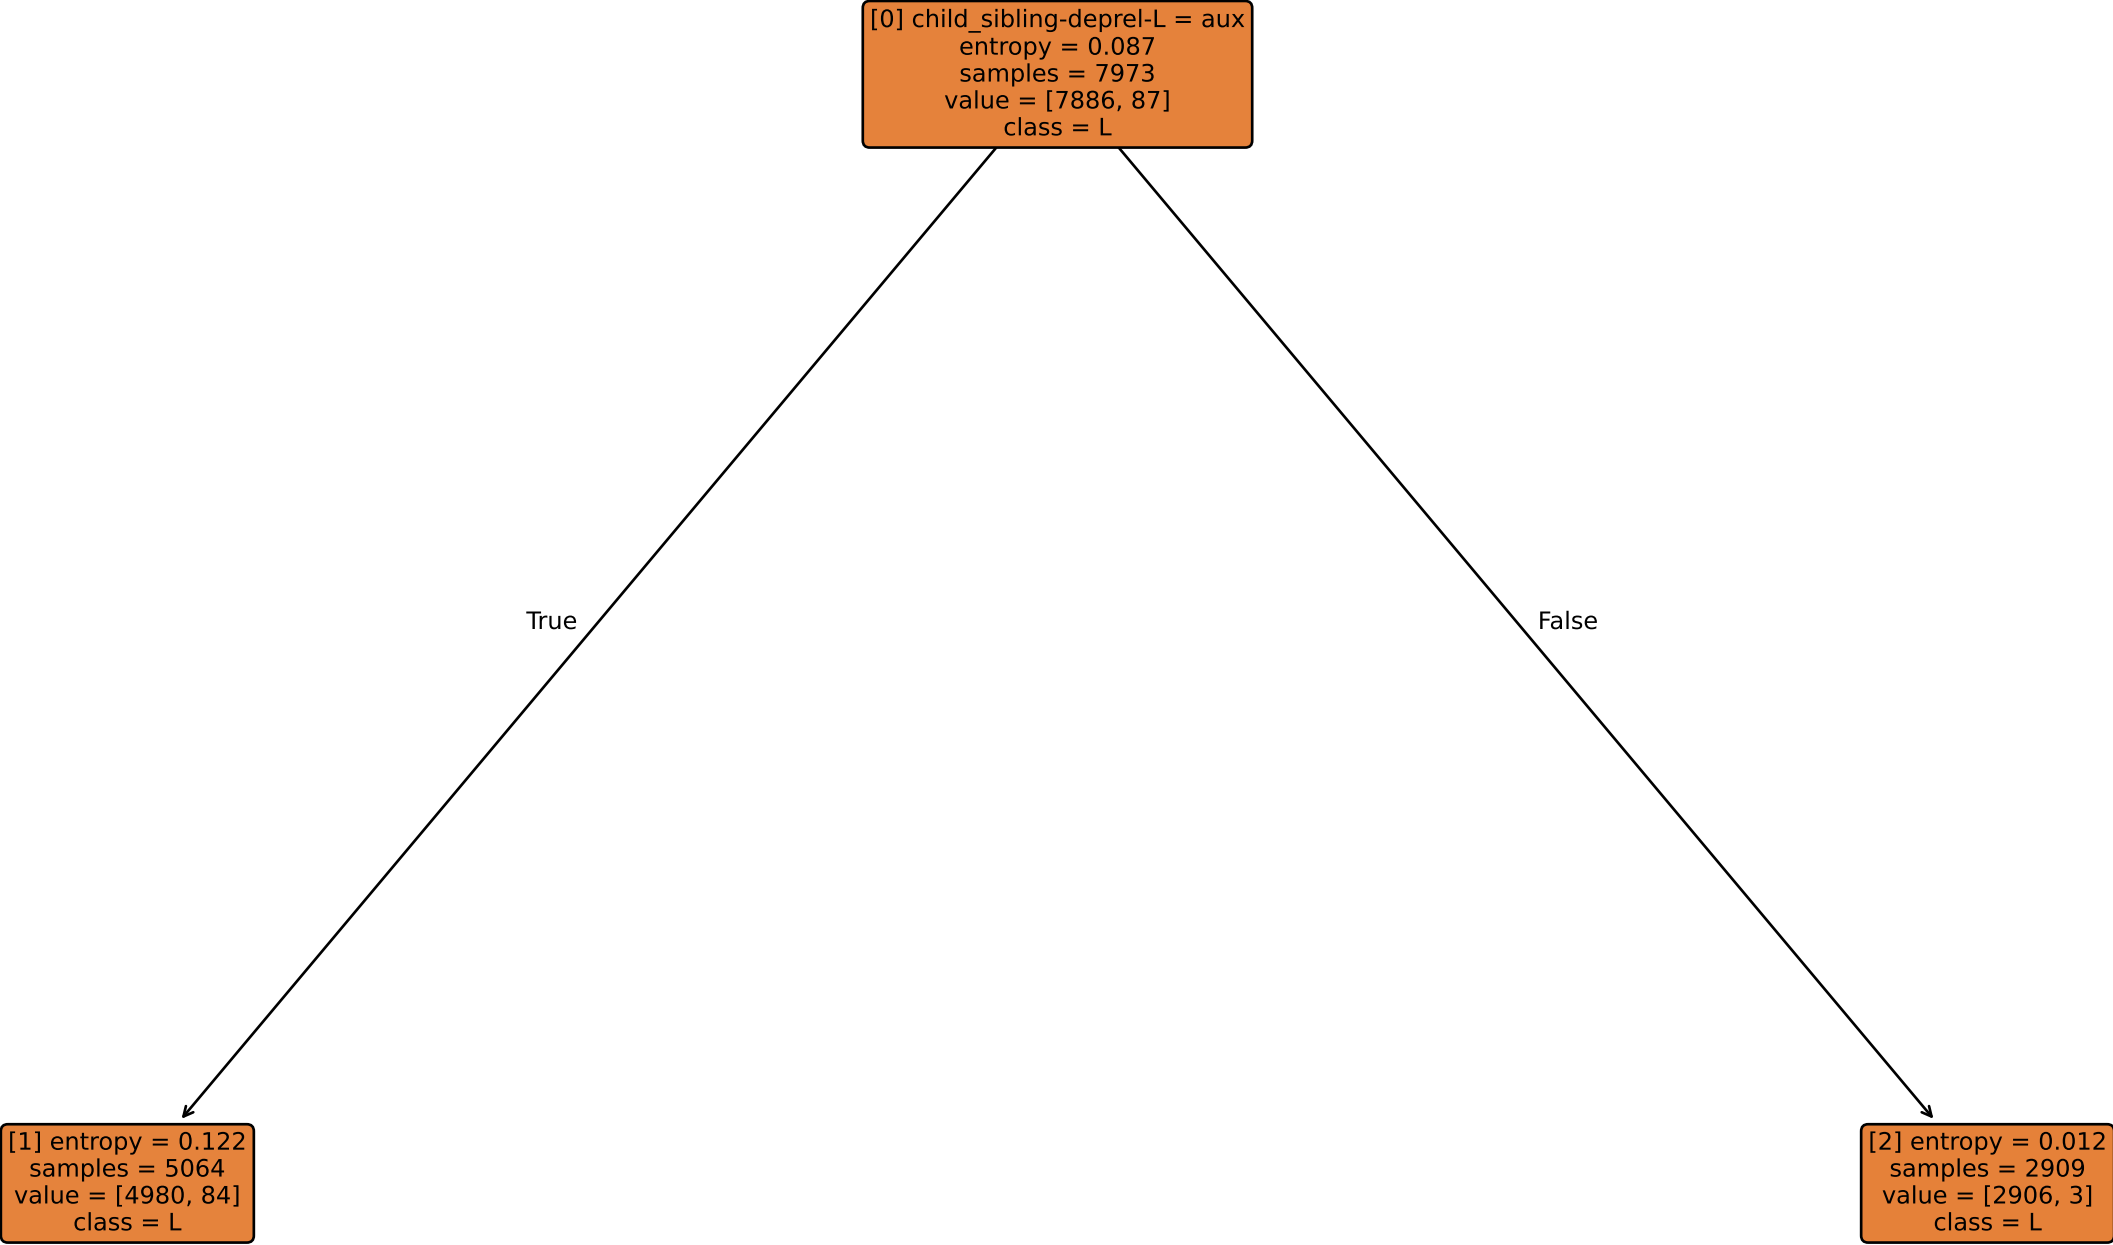 [0] child_sibling-deprel-L = aux
entropy = 0.087
samples = 7973
value = [7886, 87]
class = L
True
False
[1] entropy = 0.122
samples = 5064
value = [4980, 84]
class = L
[2] entropy = 0.012
samples = 2909
value = [2906, 3]
class = L